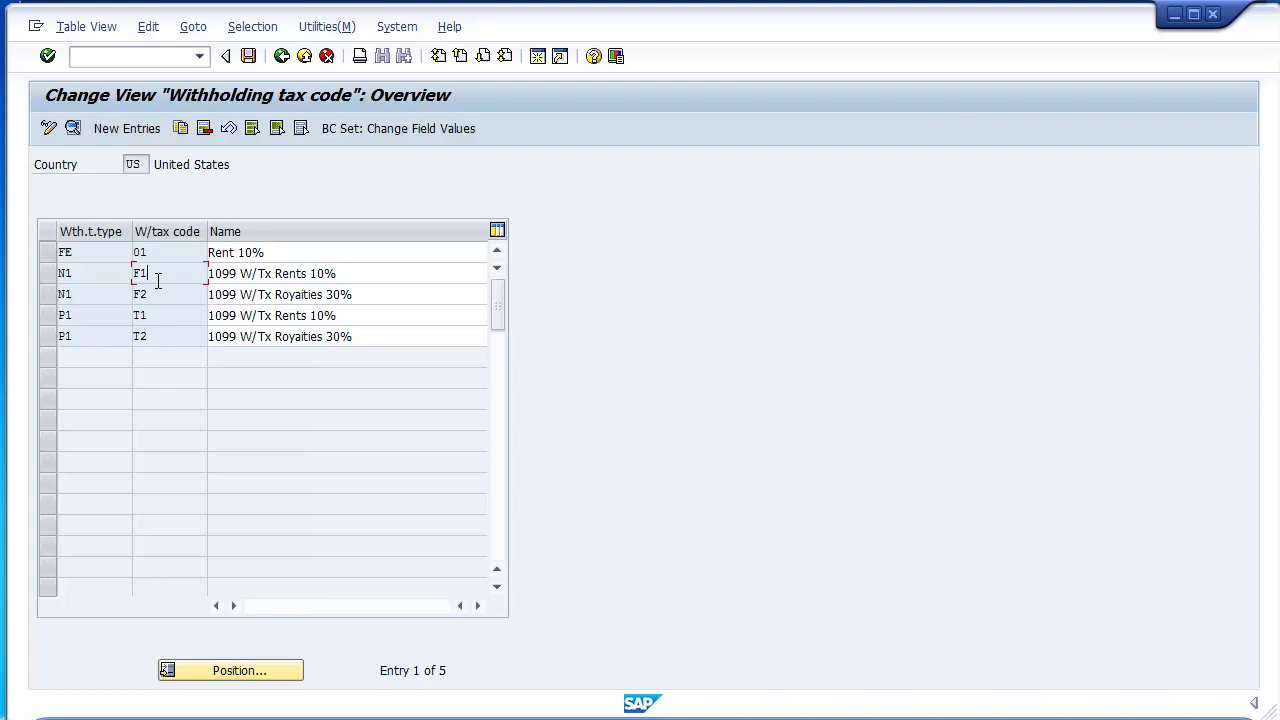 Table View Edit Goto Selection Utilities(M) System Help
Change View "Withholding tax code": Overview
New Entries BC Set: Change Field Values
Country US United States
Wth.t.type W/tax code Name
FE 01 Rent 10%
N1 F1 1099 W/Tx Rents 10%
N1 F2 1099 W/Tx Royaities 30%
P1 T1 1099 W/Tx Rents 10%
P1 T2 1099 W/Tx Royaities 30%
Position... Entry 1 of 5
SAP